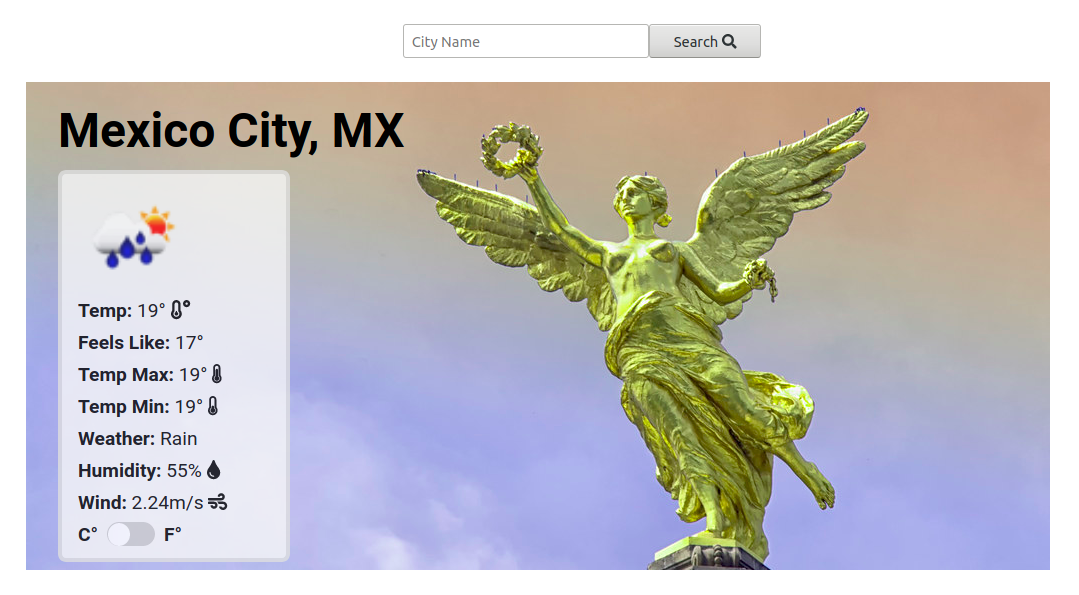 City Name
Search
Mexico City, MX
Temp: 19°
Feels Like: 17°
Temp Max: 19°
Temp Min: 19°
Weather: Rain
Humidity: 55%
Wind: 2.24m/s
C° F°